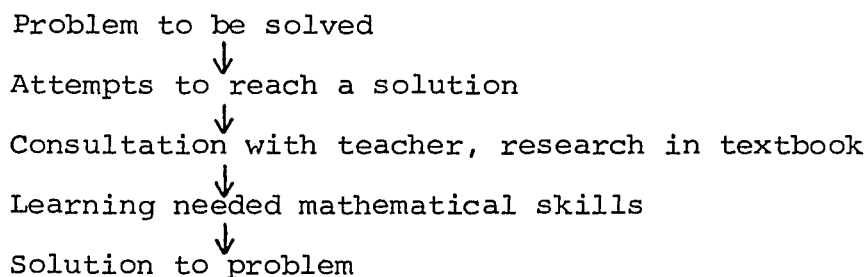 Problem to be solved
Attempts to reach a solution
Consultation with teacher, research in textbook
Learning needed mathematical skills
Solution to problem